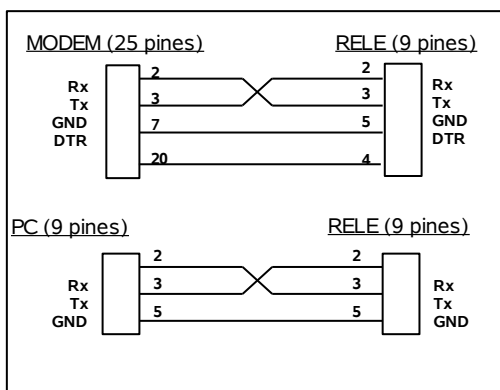 MODEM (25 pines) RELE (9 pines)
2 2
Rx Rx
3 3
Tx Tx
GND 7 5 GND
DTR DTR
20 4
PC (9 pines) RELE (9 pines)
2 2
Rx 3 3 Rx
Tx Tx
GND 5 5 GND